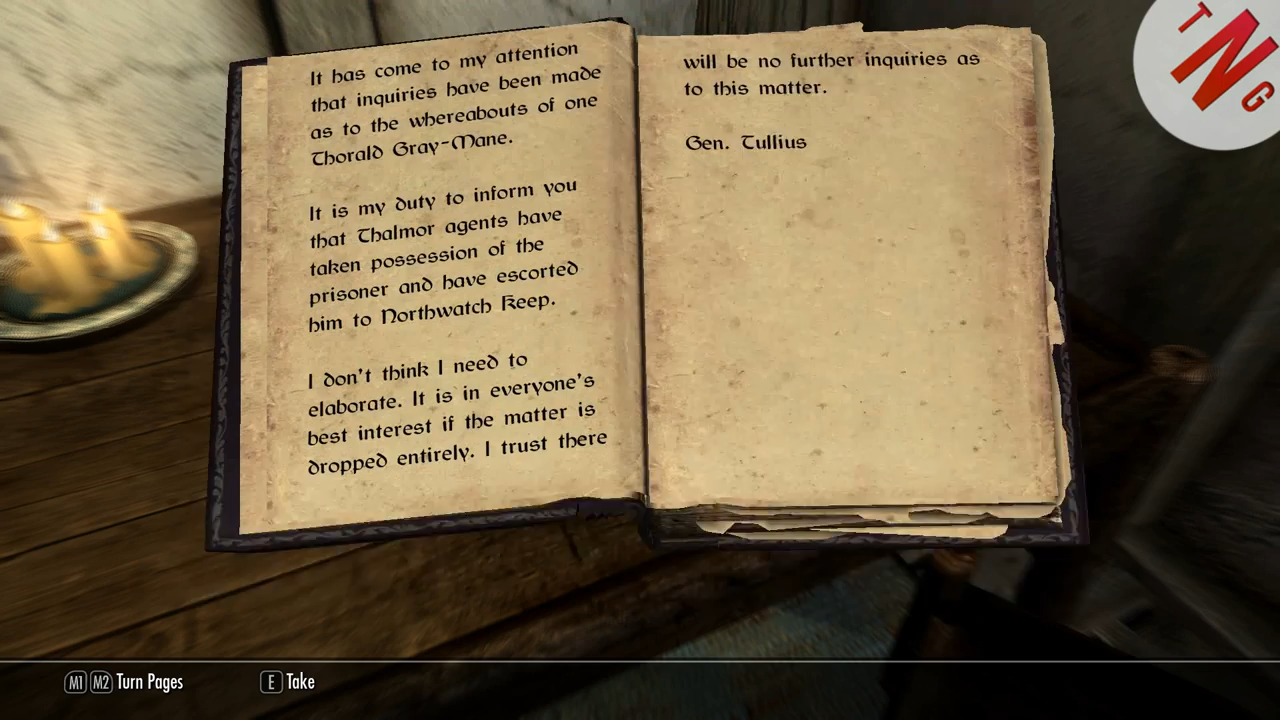 It has come to my attention
that inquiries have been made
as to the whereabouts of one
Thorald Gray-Mane.
It is my duty to inform you
that Thalmor agents have
taken possession of the
prisoner and have escorted
him to Northwatch Keep.
I don't think I need to
elaborate. It is in everyone's
best interest if the matter is
dropped entirely. I trust there
will be no further inquiries as
to this matter.
Gen. Tullius
TNG
M1 M2 Turn Pages
E Take